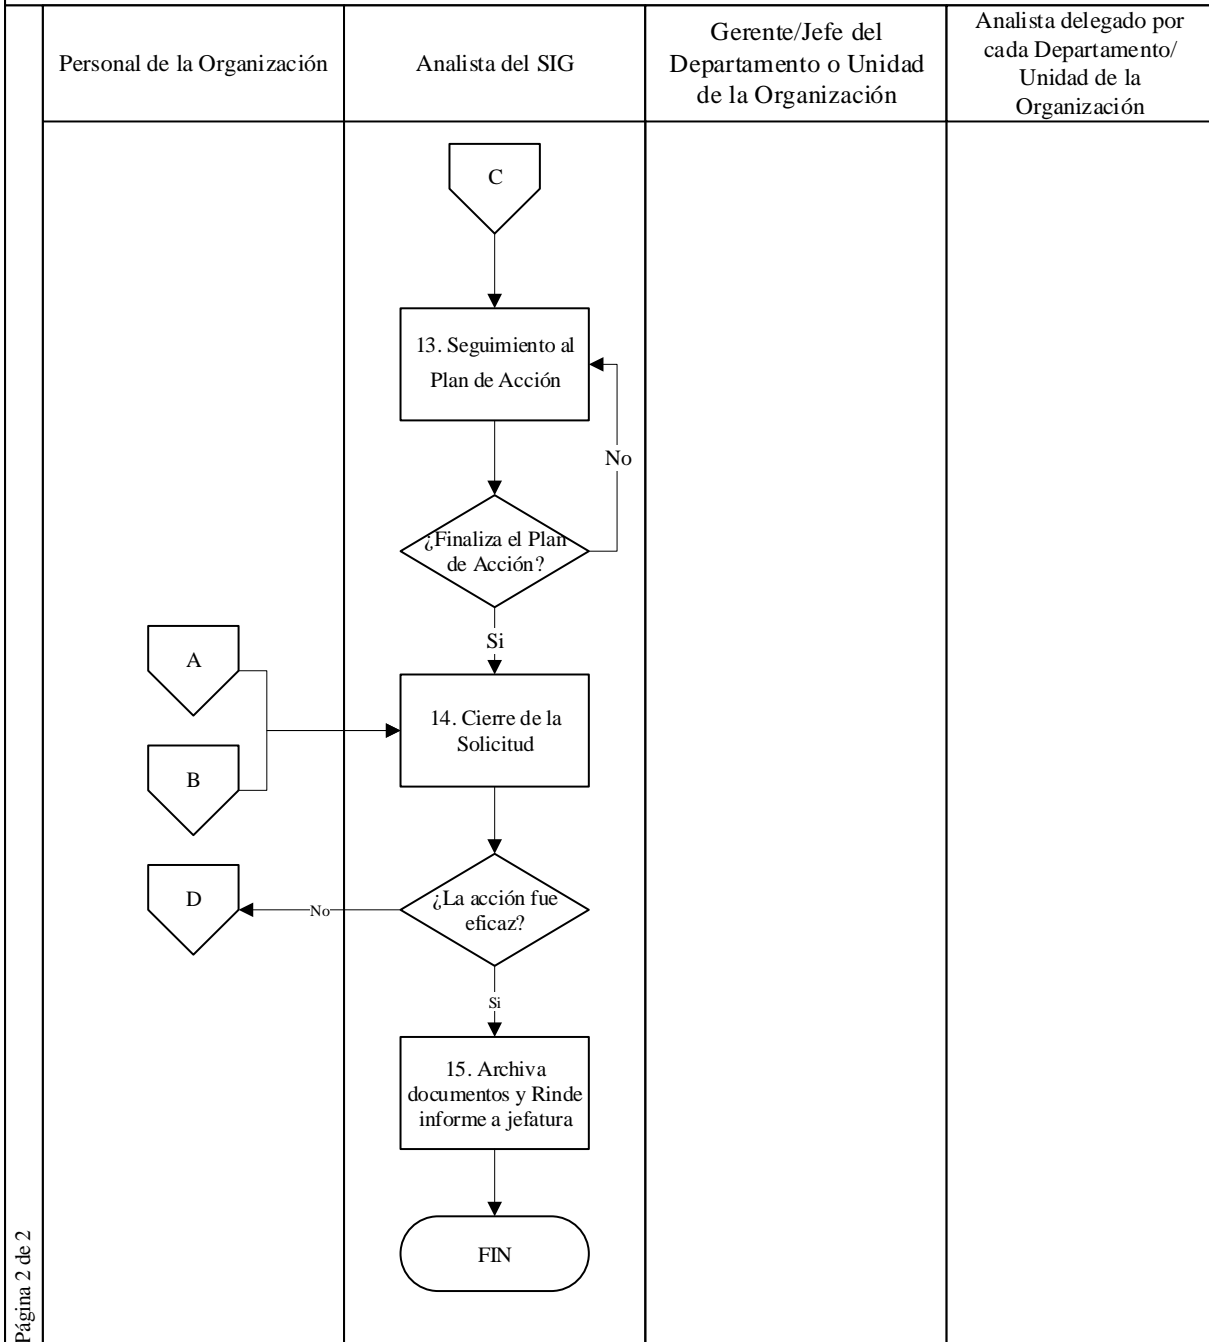 Personal de la Organización
Analista del SIG
Gerente/Jefe del
Departamento o Unidad
de la Organización
Analista delegado por
cada Departamento/
Unidad de la
Organización
C
13. Seguimiento al
Plan de Acción
No
¿Finaliza el Plan
de Acción?
Si
A
14. Cierre de la
Solicitud
B
D
No
¿La acción fue
eficaz?
Si
15. Archiva
documentos y Rinde
informe a jefatura
FIN
Página 2 de 2